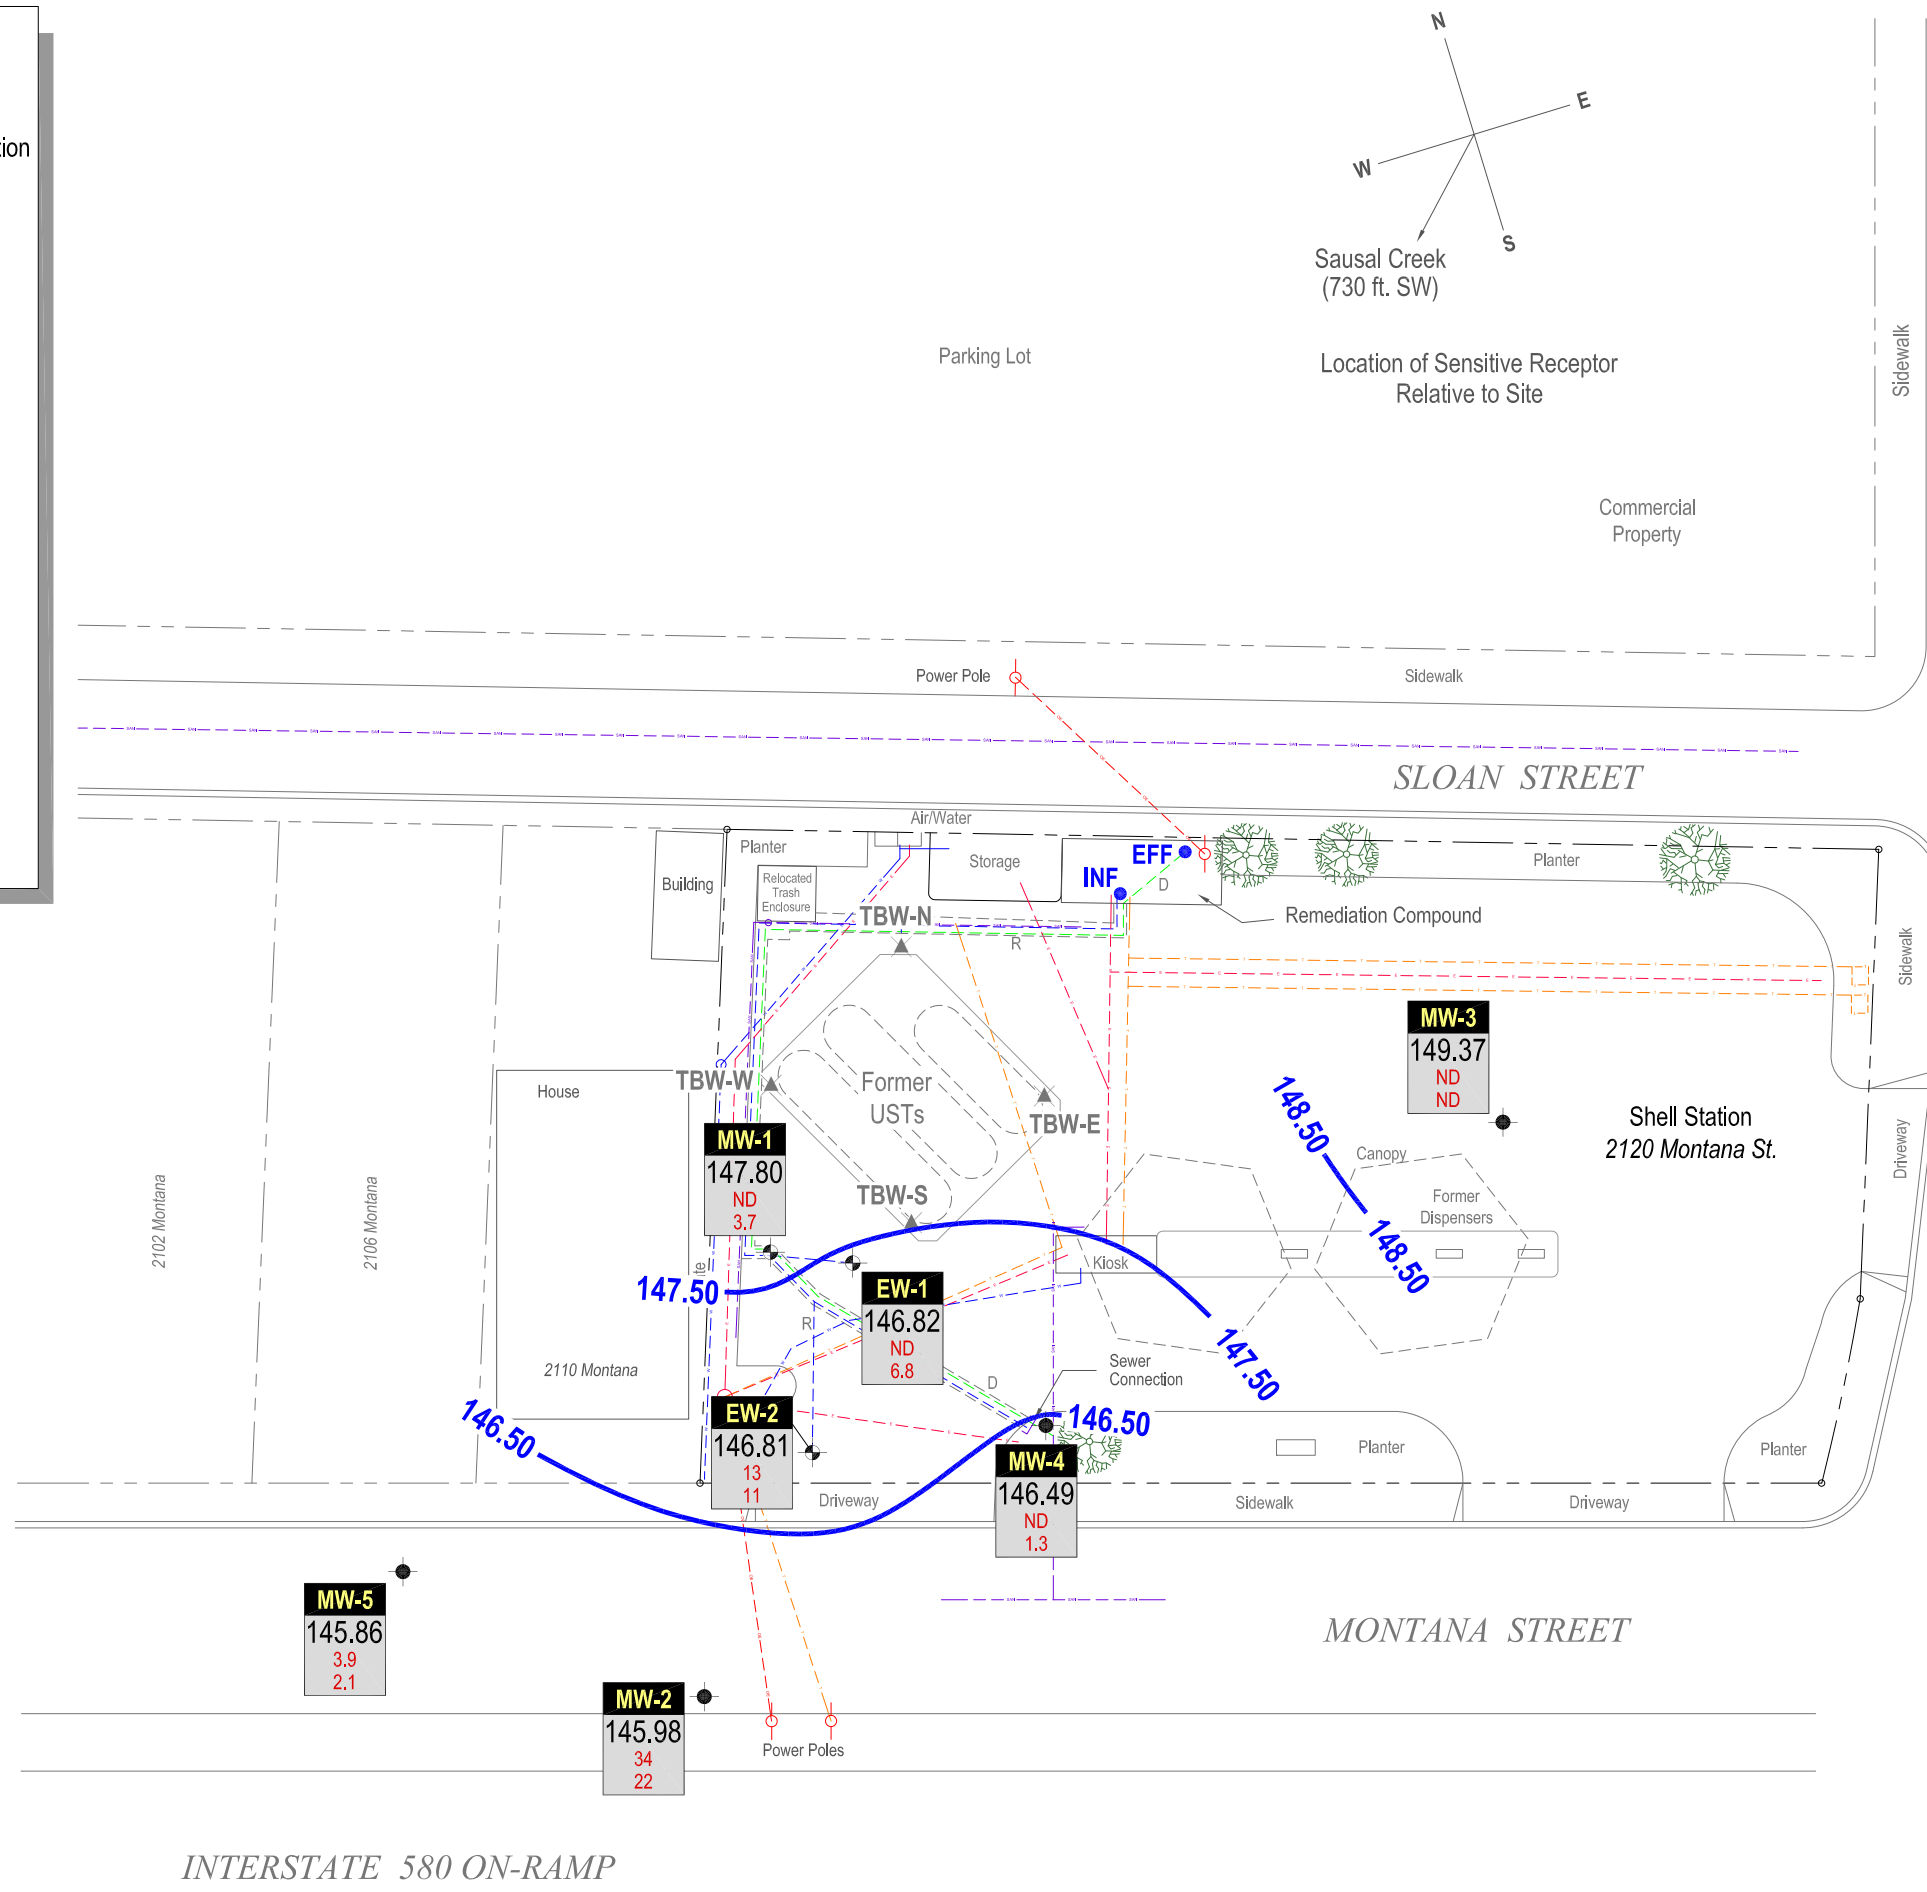 N
E
W
S
tion
Sausal Creek
(730 ft. SW)
Parking Lot
Location of Sensitive Receptor
Relative to Site
Sidewalk
Commercial
Property
Power Pole
Sidewalk
SLOAN STREET
Air/Water
Planter
Storage
EFF
Planter
Building
Relocated
Trash
Enclosure
INF
D
Remediation Compound
TBW-N
R
Sidewalk
MW-3
149.37
ND
ND
House
TBW-W
Former
USTs
TBW-E
148.50
Shell Station
2120 Montana St.
Driveway
MW-1
147.80
ND
3.7
Canopy
TBW-S
Former
Dispensers
2102 Montana
2106 Montana
148.50
Kiosk
147.50
EW-1
146.82
ND
6.8
R
147.50
2110 Montana
Sewer
Connection
D
146.50
EW-2
146.81
13
11
146.50
Planter
Planter
MW-4
146.49
ND
1.3
Driveway
Sidewalk
Driveway
MW-5
145.86
3.9
2.1
MONTANA STREET
MW-2
145.98
34
22
Power Poles
INTERSTATE 580 ON-RAMP